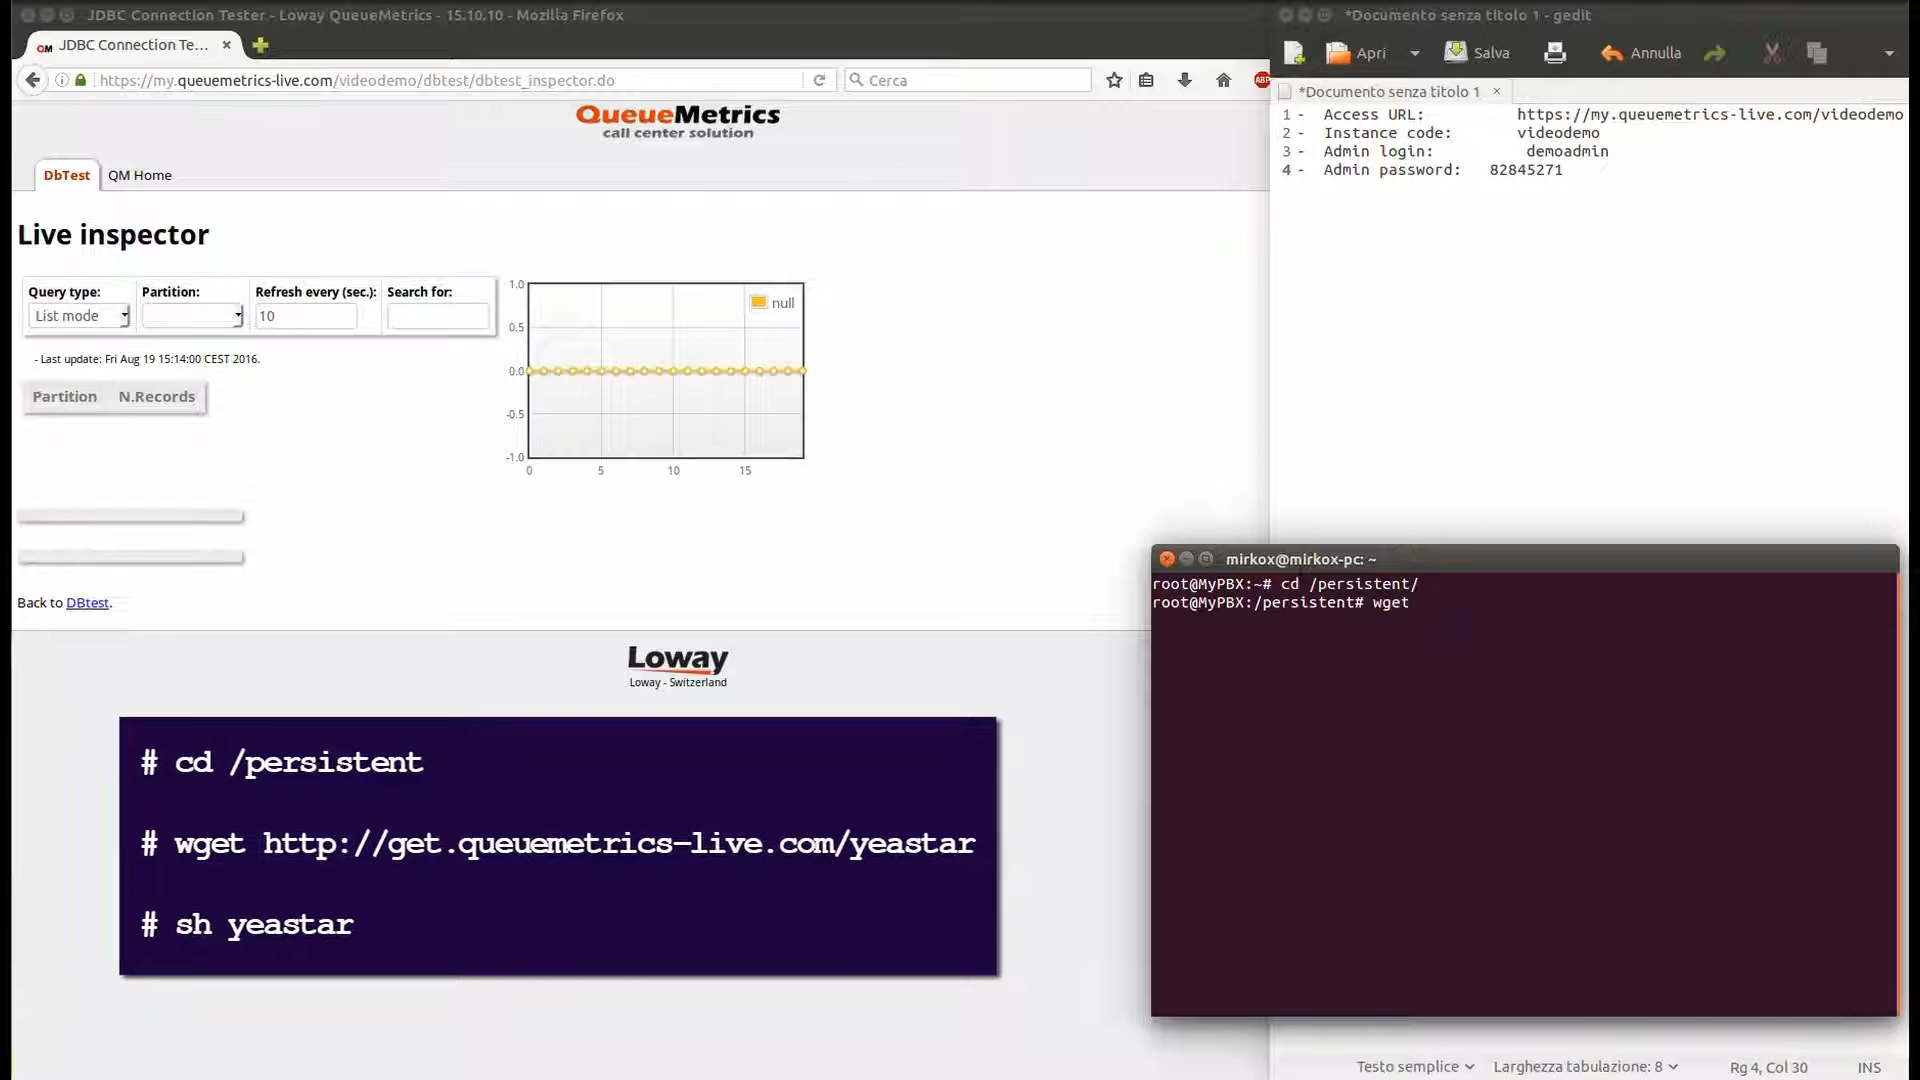 JDBC Connection Tester - Loway QueueMetrics - 15.10.10 - Mozilla Firefox
QM JDBC Connection Te...
https://my.queuemetrics-live.com/videodemo/dbtest/dbtest_inspector.do
Cerca
ABP
QueueMetrics
call center solution
DbTest QM Home
Live inspector
Query type: Partition: Refresh every (sec.): Search for:
List mode 10
- Last update: Fri Aug 19 15:14:00 CEST 2016.
Partition N.Records
1.0
0.5
0.0
-0.5
-1.0
null
0 5 10 15
Back to DBtest.
Loway
Loway - Switzerland
# cd /persistent
# wget http://get.queuemetrics-live.com/yeastar
# sh yeastar
*Documento senza titolo 1 - gedit
Apri Salva Annulla
*Documento senza titolo 1
1 - Access URL: https://my.queuemetrics-live.com/videodemo
2 - Instance code: videodemo
3 - Admin login: demoadmin
4 - Admin password: 82845271
mirkox@mirkox-pc: ~
root@MyPBX:~# cd /persistent/
root@MyPBX:/persistent# wget
Testo semplice Larghezza tabulazione: 8 Rg 4, Col 30 INS